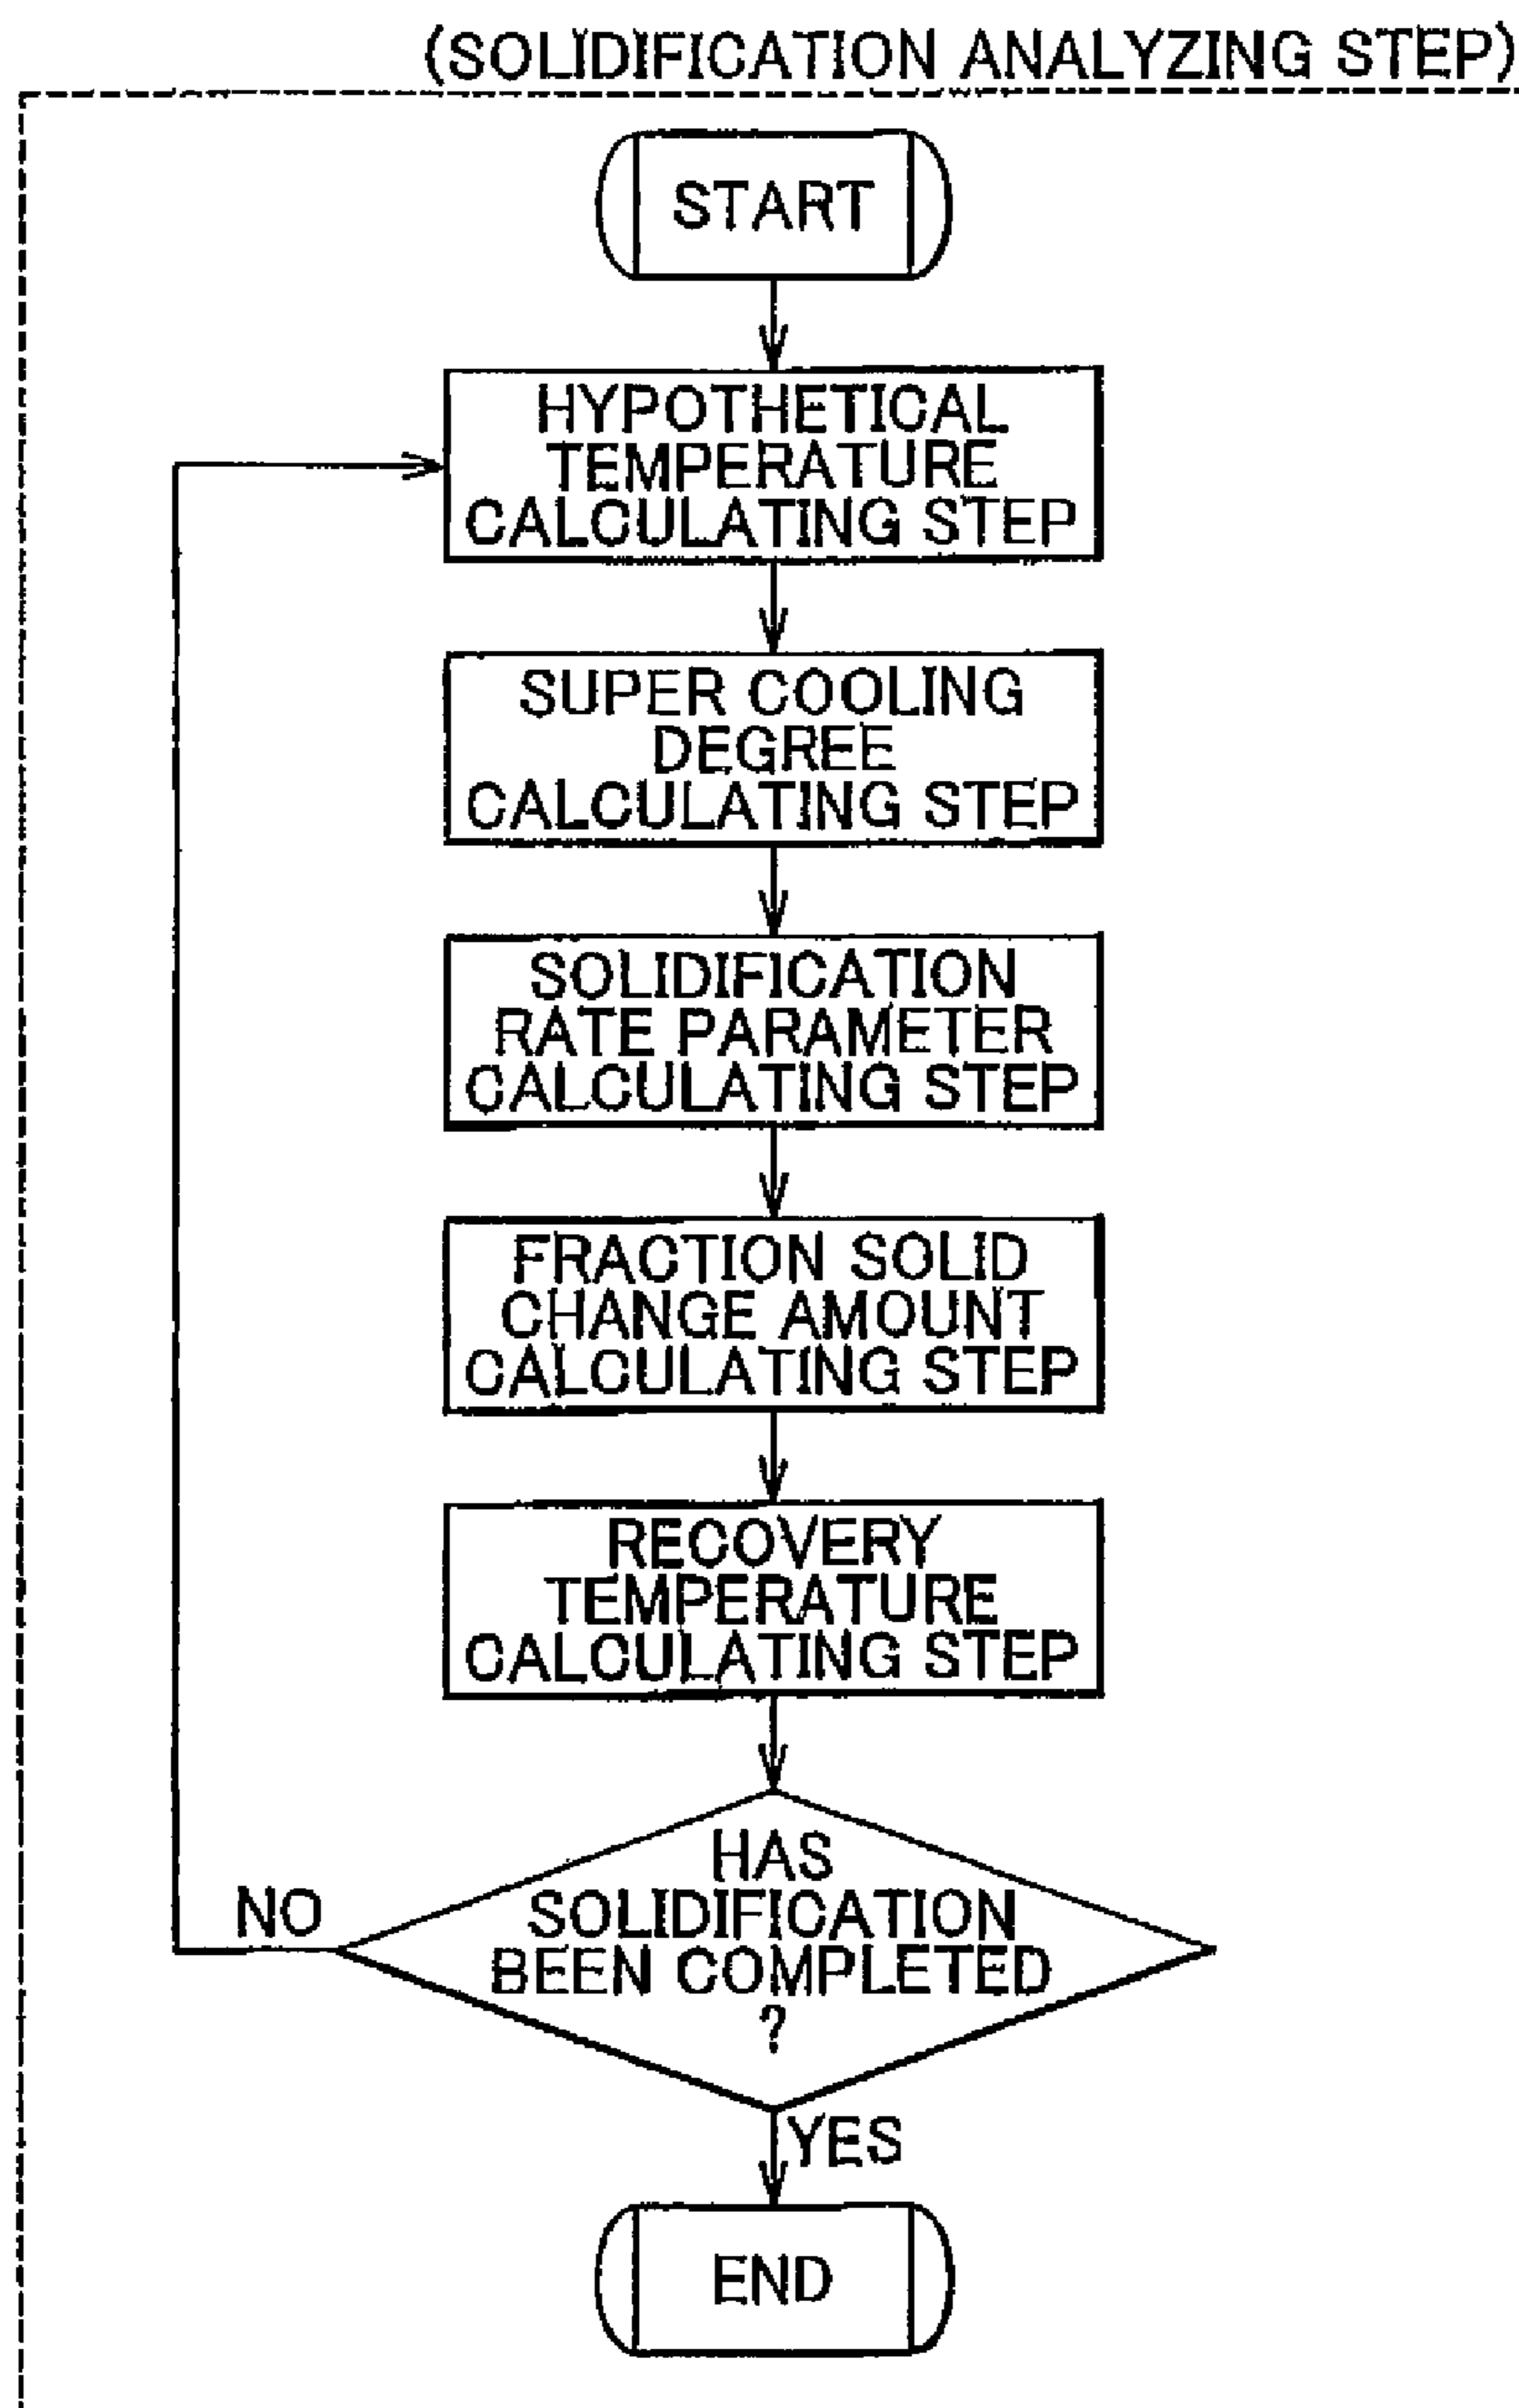 (SOLIDIFICATION ANALYZING STEP)
START
HYPOTHETICAL
TEMPERATURE
CALCULATING STEP
SUPER COOLING
DEGREE
CALCULATING STEP
SOLIDIFICATION
RATE PARAMETER
CALCULATING STEP
FRACTION SOLID
CHANGE AMOUNT
CALCULATING STEP
RECOVERY
TEMPERATURE
CALCULATING STEP
HAS
SOLIDIFICATION
BEEN COMPLETED
?
NO
YES
END